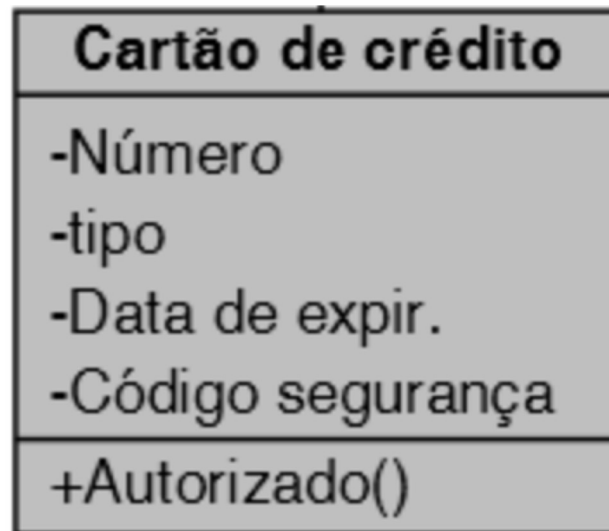 Cartão de crédito
-Número
-tipo
-Data de expir.
-Código segurança
+Autorizado()